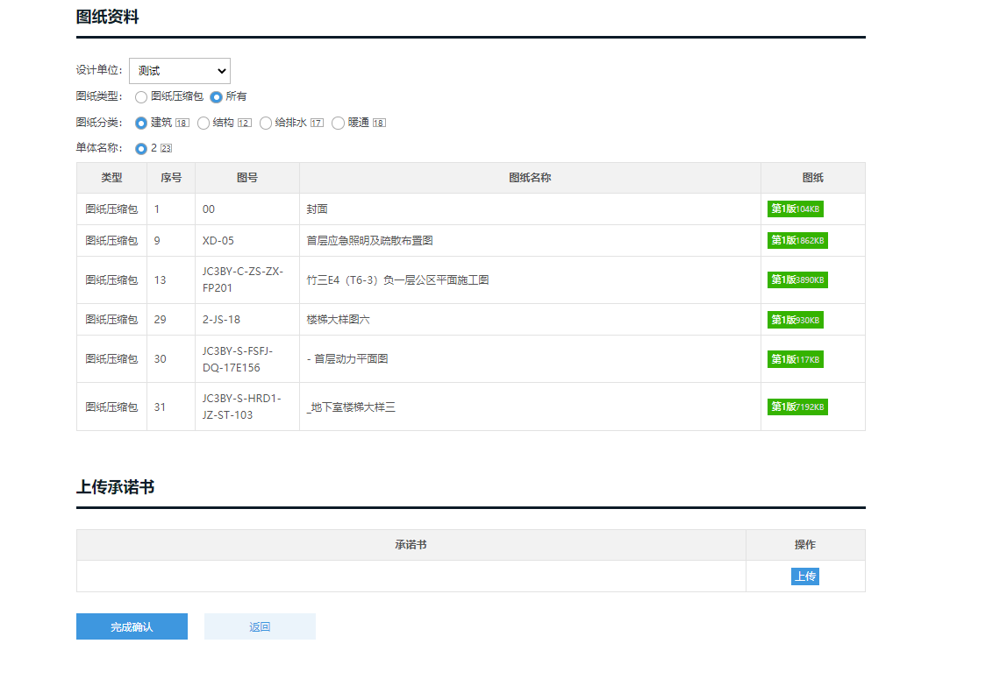 图纸资料
设计单位： 测试
图纸类型： 图纸压缩包 所有
图纸分类： 建筑 18 结构 12 给排水 17 暖通 18
单体名称： 2 23
类型 序号 图号 图纸名称 图纸
图纸压缩包 1 00 封面 第1版104KB
图纸压缩包 9 XD-05 首层应急照明及疏散布置图 第1版1862KB
图纸压缩包 13 JC3BY-C-ZS-ZX-
FP201 竹三E4（T6-3）负一层公区平面施工图 第1版3890KB
图纸压缩包 29 2-JS-18 楼梯大样图六 第1版930KB
图纸压缩包 30 JC3BY-S-FSFJ-
DQ-17E156 - 首层动力平面图 第1版117KB
图纸压缩包 31 JC3BY-S-HRD1-
JZ-ST-103 _地下室楼梯大样三 第1版7192KB
上传承诺书
承诺书 操作
上传
完成确认 返回